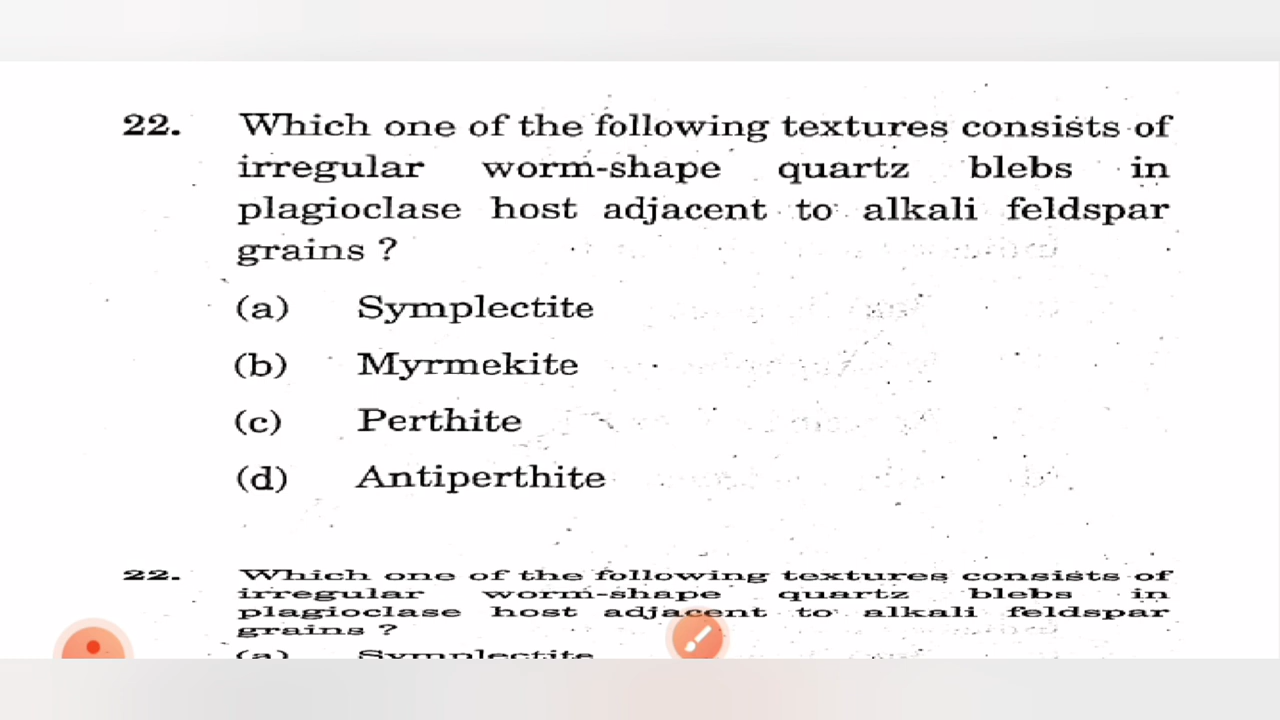 22. Which one of the following textures consists of
irregular worm-shape quartz blebs in
plagioclase host adjacent to alkali feldspar
grains ?
(a) Symplectite
(b) Myrmekite
(c) Perthite
(d) Antiperthite
22. Which one of the following textures consists of
irregular worm-shape quartz blebs in
plagioclase host adjacent to alkali feldspar
grains ?
(a) Symplectite